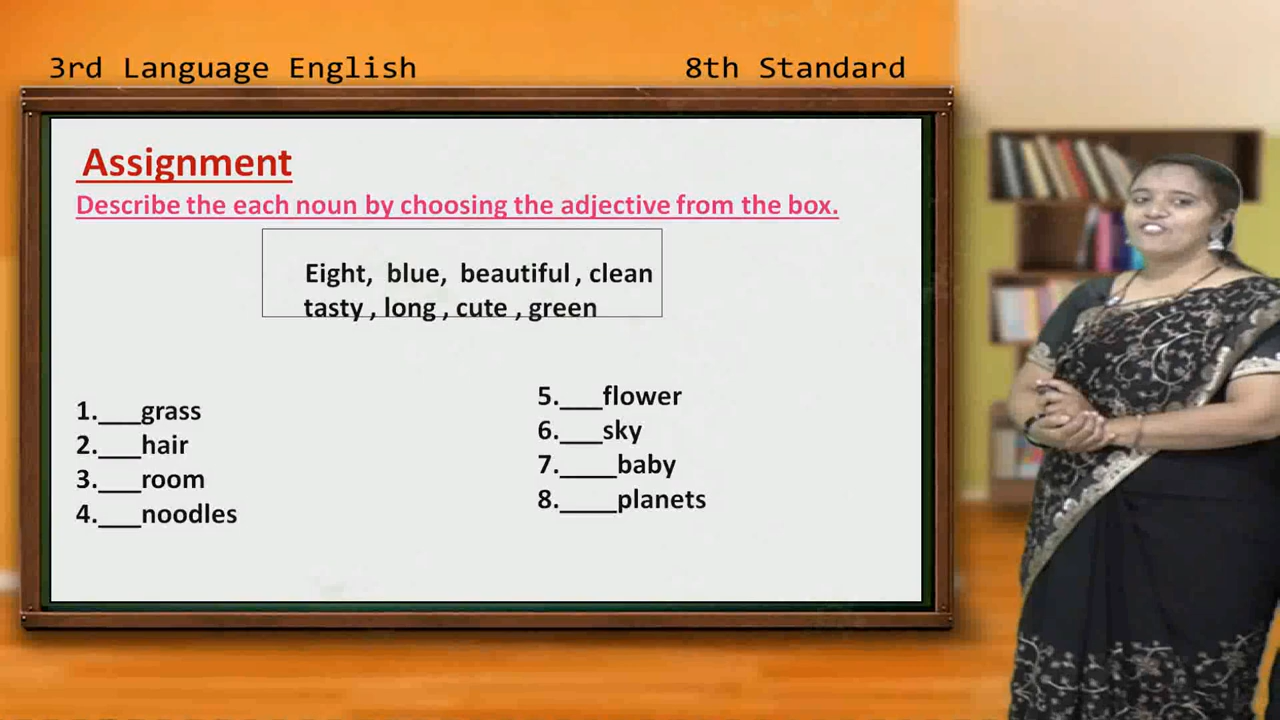 3rd Language English
8th Standard
Assignment
Describe the each noun by choosing the adjective from the box.
Eight, blue, beautiful , clean
tasty , long , cute , green
1.___grass
2.___hair
3.___room
4.___noodles
5.___flower
6.___sky
7.____baby
8.____planets